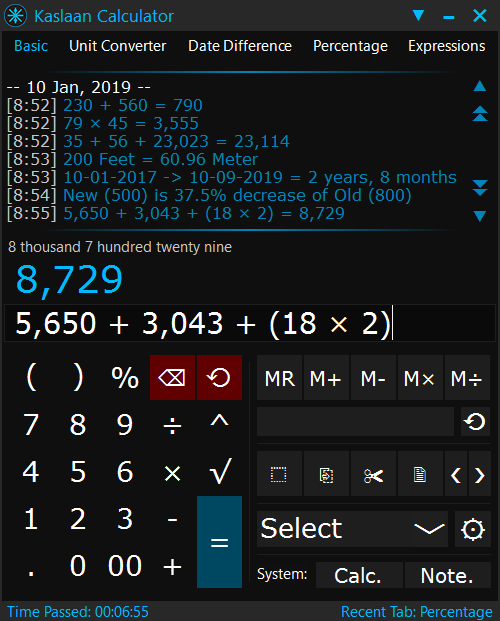 Kaslaan Calculator
Basic Unit Converter Date Difference Percentage Expressions
-- 10 Jan, 2019 --
[8:52] 230 + 560 = 790
[8:52] 79 × 45 = 3,555
[8:52] 35 + 56 + 23,023 = 23,114
[8:53] 200 Feet = 60.96 Meter
[8:53] 10-01-2017 -> 10-09-2019 = 2 years, 8 months
[8:54] New (500) is 37.5% decrease of Old (800)
[8:55] 5,650 + 3,043 + (18 × 2) = 8,729
8 thousand 7 hundred twenty nine
8,729
5,650 + 3,043 + (18 × 2)
( ) % ⌫ MR M+ M- M× M÷
7 8 9 ÷ ^
4 5 6 × √ < >
1 2 3 - = Select
. 0 00 + System: Calc. Note.
Time Passed: 00:06:55 Recent Tab: Percentage